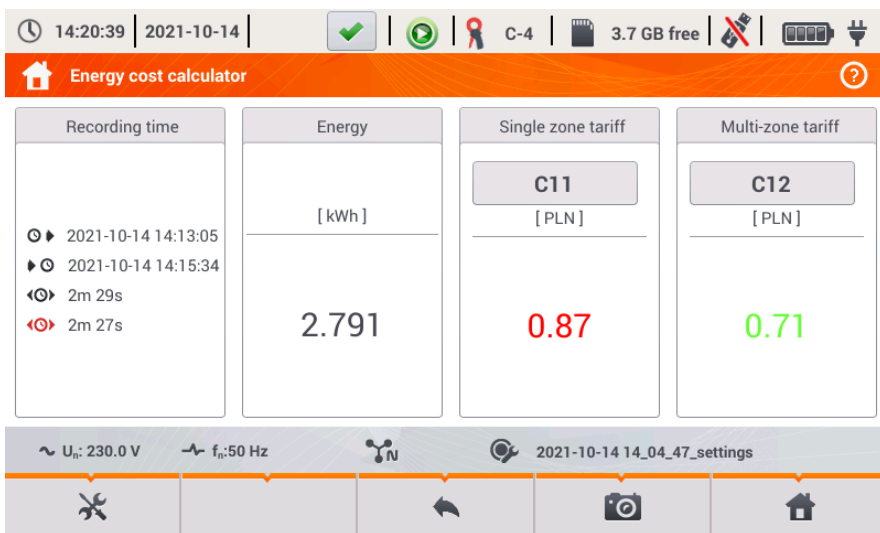 14:20:39 2021-10-14 C-4 3.7 GB free
Energy cost calculator ?
Recording time
2021-10-14 14:13:05
2021-10-14 14:15:34
2m 29s
2m 27s
Energy
[ kWh ]
2.791
Single zone tariff
C11
[ PLN ]
0.87
Multi-zone tariff
C12
[ PLN ]
0.71
Un: 230.0 V fn:50 Hz N 2021-10-14 14_04_47_settings